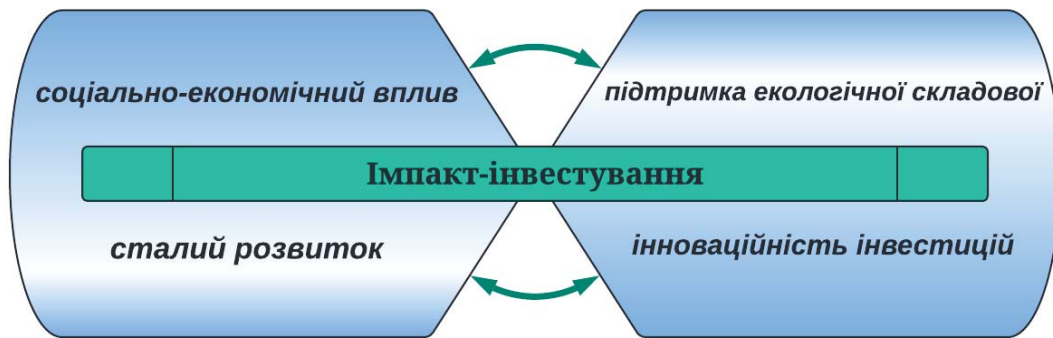 соціально-економічний вплив
підтримка екологічної складової
Імпакт-інвестування
сталий розвиток
інноваційність інвестицій